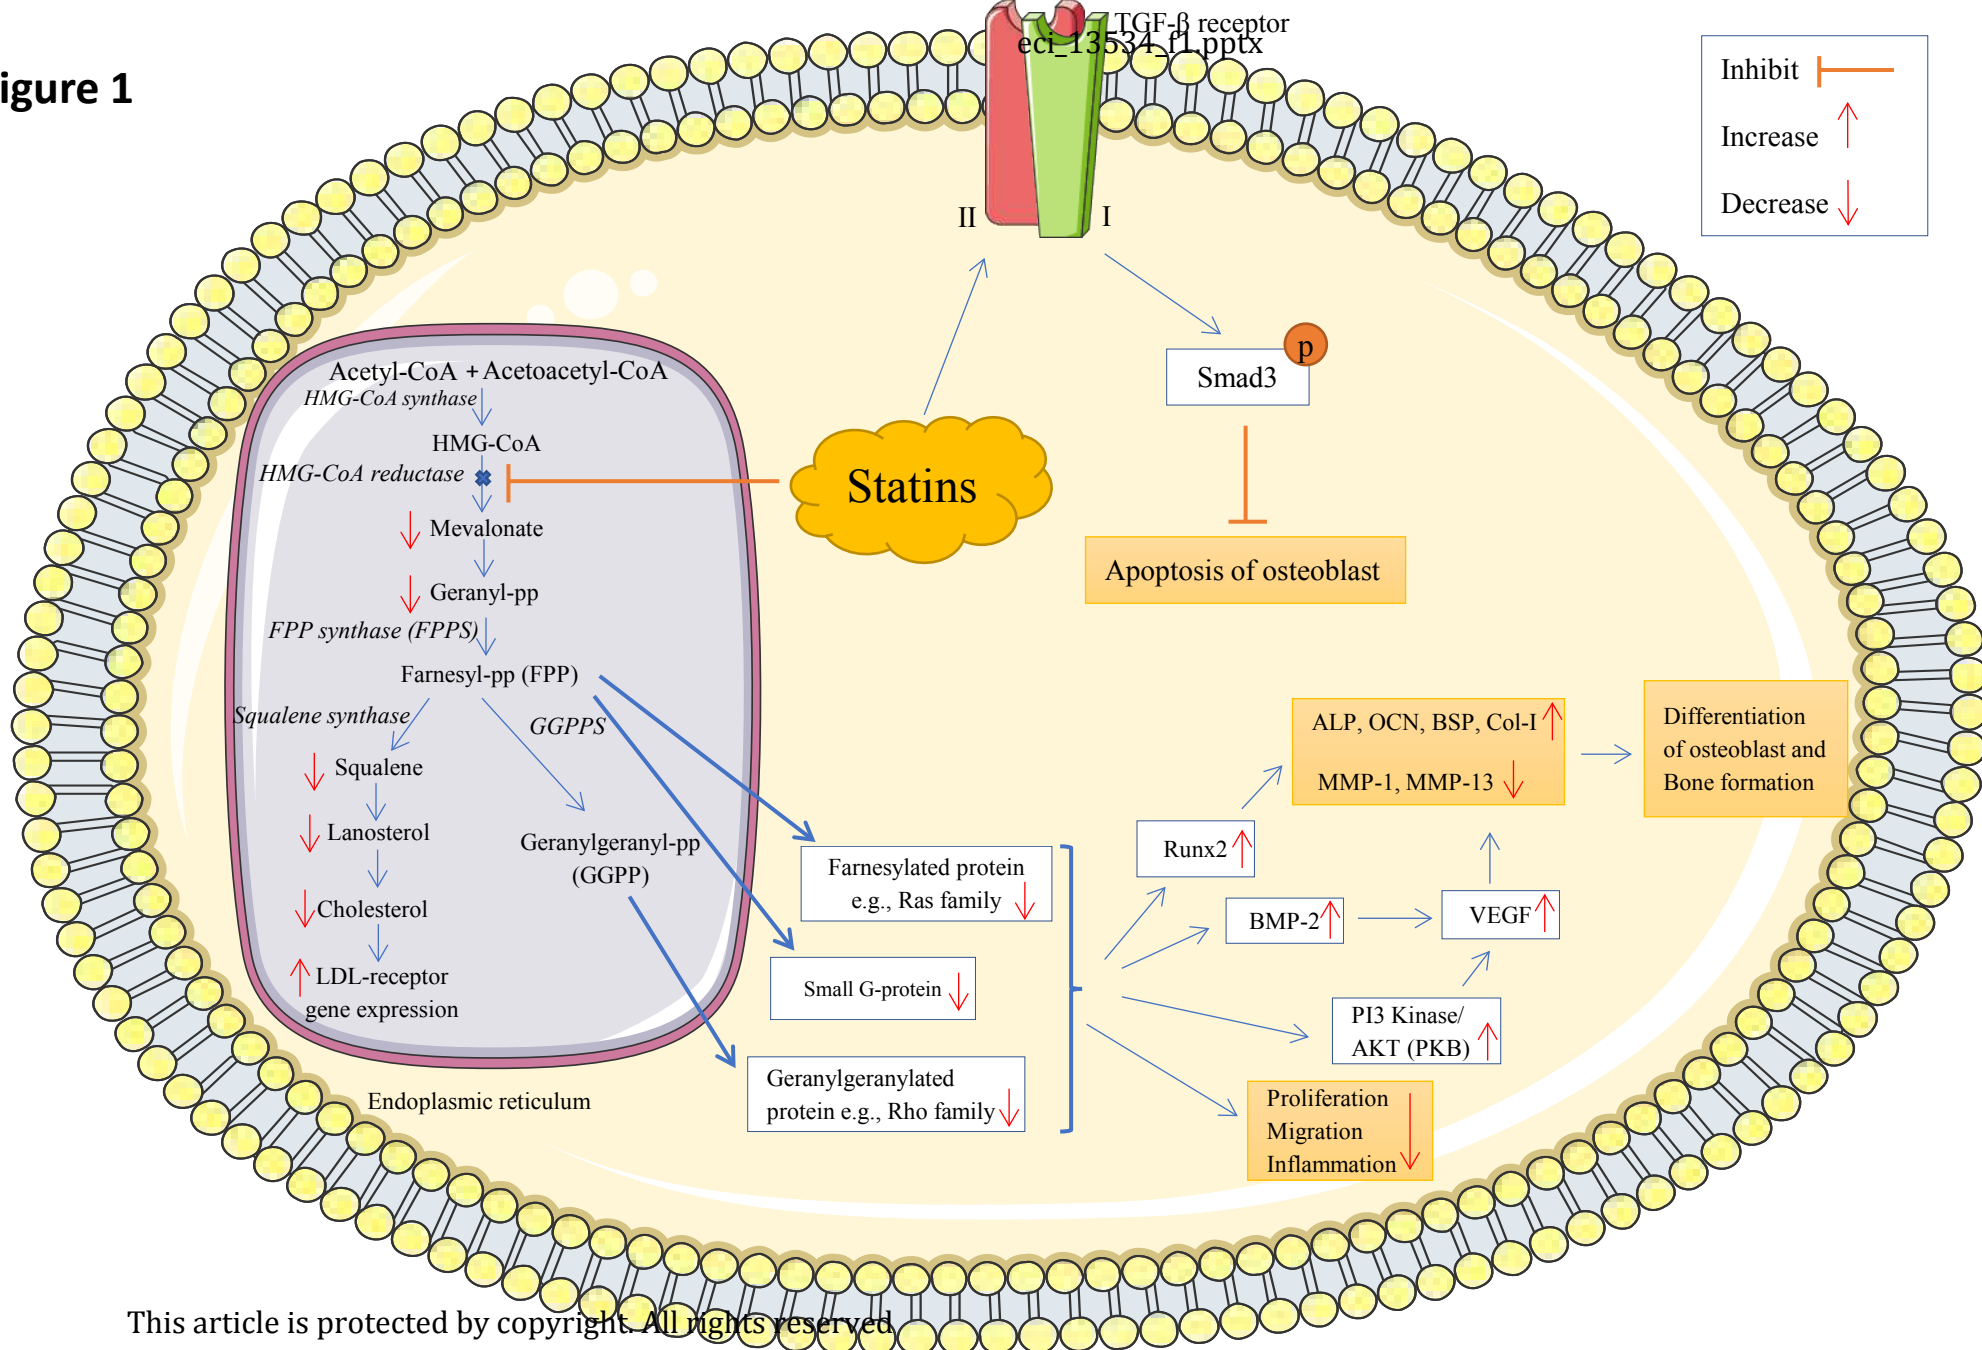 igure 1
TGF-β receptor
eci_13534_f1.pptx
Inhibit
Increase
Decrease
II
I
p
Smad3
Acetyl-CoA + Acetoacetyl-CoA
HMG-CoA synthase
HMG-CoA
HMG-CoA reductase
Mevalonate
Geranyl-pp
FPP synthase (FPPS)
Farnesyl-pp (FPP)
Squalene synthase
GGPPS
Squalene
Lanosterol
Geranylgeranyl-pp
(GGPP)
Cholesterol
LDL-receptor
gene expression
Endoplasmic reticulum
Statins
Apoptosis of osteoblast
Farnesylated protein
e.g., Ras family
Small G-protein
Geranylgeranylated
protein e.g., Rho family
Runx2
BMP-2
VEGF
PI3 Kinase/
AKT (PKB)
Proliferation
Migration
Inflammation
ALP, OCN, BSP, Col-I
MMP-1, MMP-13
Differentiation
of osteoblast and
Bone formation
This article is protected by copyright. All rights reserved